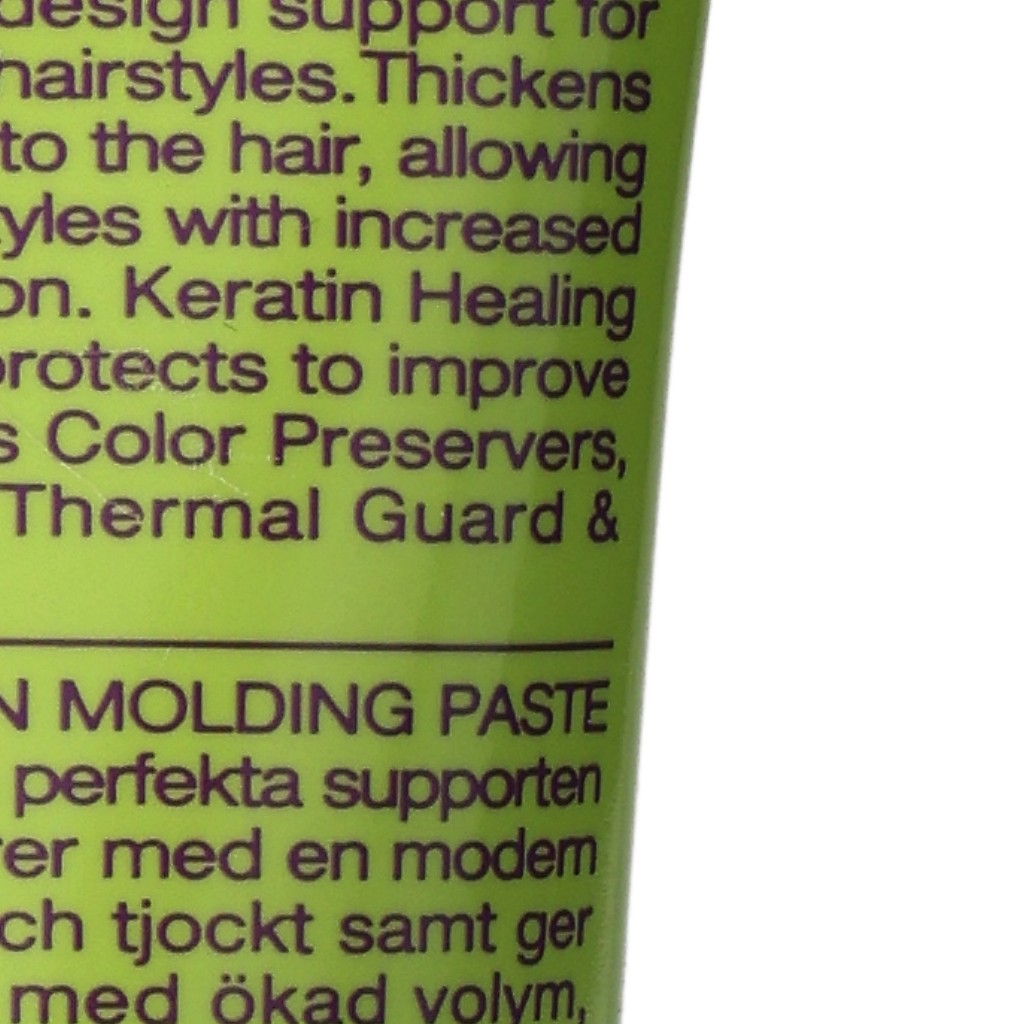 design support for
hairstyles. Thickens
to the hair, allowing
yles with increased
on. Keratin Healing
protects to improve
s Color Preservers,
Thermal Guard &
N MOLDING PASTE
perfekta supporten
rer med en modern
ch tjockt samt ger
med ökad volym,